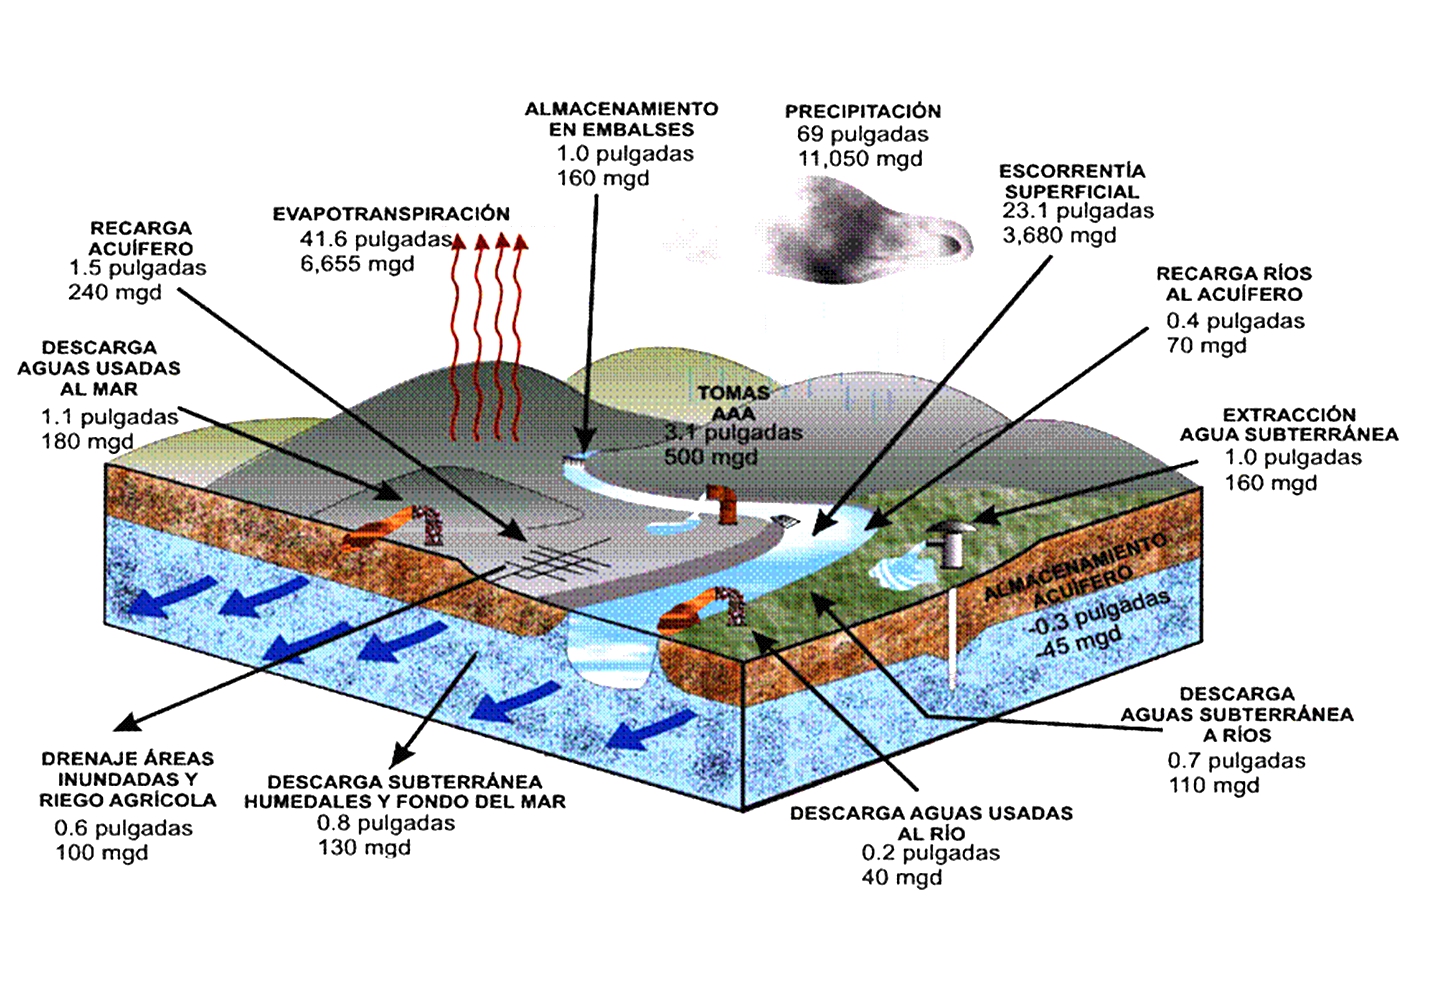 ALMACENAMIENTO
EN EMBALSES
1.0 pulgadas
160 mgd
PRECIPITACIÓN
69 pulgadas
11,050 mgd
ESCORRENTÍA
SUPERFICIAL
23.1 pulgadas
3,680 mgd
EVAPOTRANSPIRACIÓN
41.6 pulgadas
6,655 mgd
RECARGA
ACUÍFERO
1.5 pulgadas
240 mgd
RECARGA RÍOS
AL ACUÍFERO
0.4 pulgadas
70 mgd
DESCARGA
AGUAS USADAS
AL MAR
1.1 pulgadas
180 mgd
TOMAS
AAA
3.1 pulgadas
500 mgd
EXTRACCIÓN
AGUA SUBTERRÁNEA
1.0 pulgadas
160 mgd
ALMACENAMIENTO
ACUÍFERO
-0.3 pulgadas
-45 mgd
DESCARGA
AGUAS SUBTERRÁNEA
A RÍOS
0.7 pulgadas
110 mgd
DRENAJE ÁREAS
INUNDADAS Y
RIEGO AGRÍCOLA
0.6 pulgadas
100 mgd
DESCARGA SUBTERRÁNEA
HUMEDALES Y FONDO DEL MAR
0.8 pulgadas
130 mgd
DESCARGA AGUAS USADAS
AL RÍO
0.2 pulgadas
40 mgd